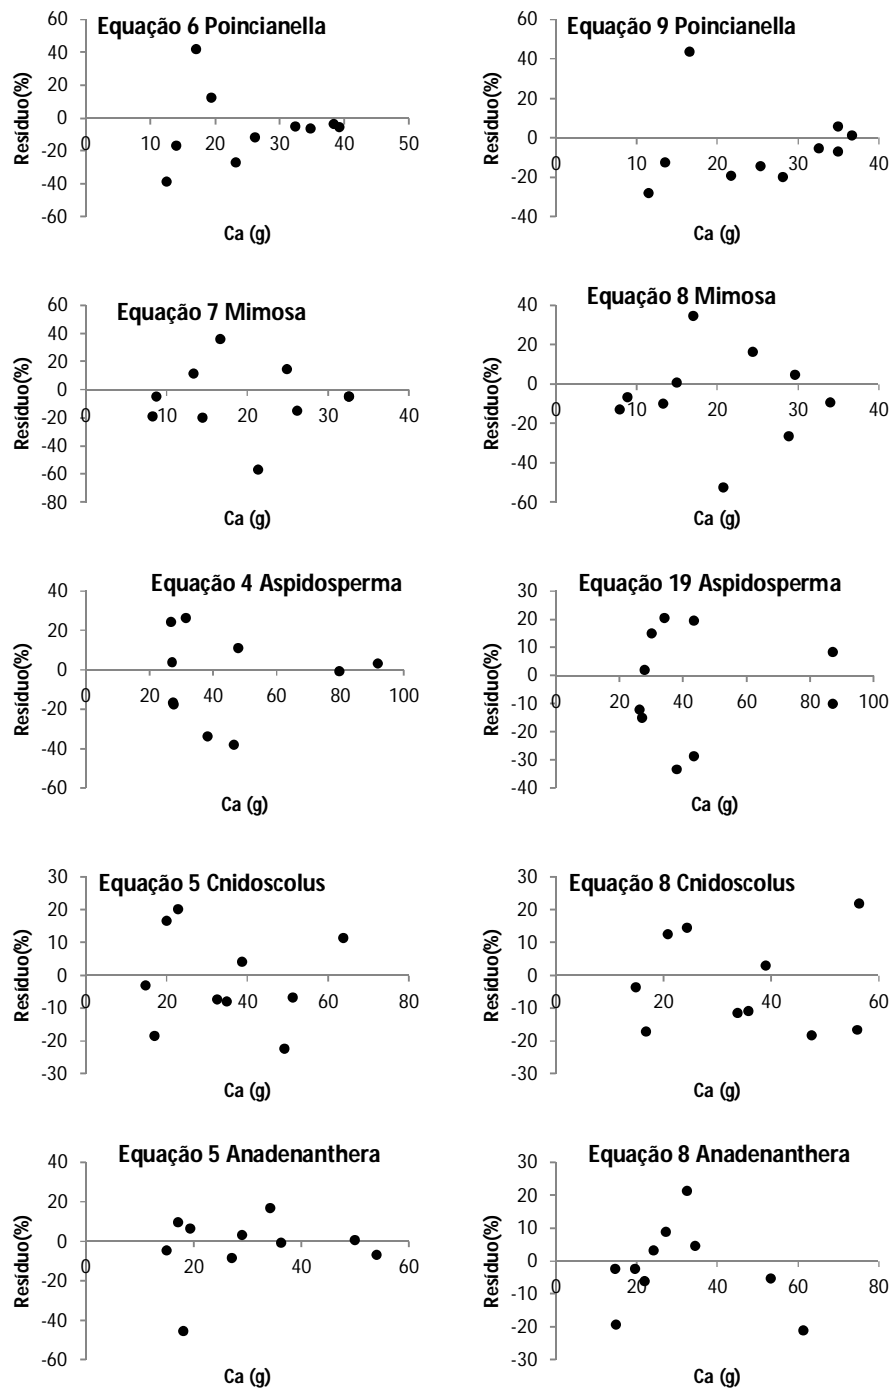 Equação 6 Poincianella
60
40
20
0
-20
-40
-60
0 10 20 30 40 50
Resíduo(%)
Ca (g)
Equação 9 Poincianella
60
40
20
0
-20
-40
0 10 20 30 40
Resíduo(%)
Ca (g)
Equação 7 Mimosa
60
40
20
0
-20
-40
-60
-80
0 10 20 30 40
Resíduo(%)
Ca (g)
Equação 8 Mimosa
40
20
0
-20
-40
-60
0 10 20 30 40
Resíduo(%)
Ca (g)
Equação 4 Aspidosperma
40
20
0
-20
-40
-60
0 20 40 60 80 100
Resíduo(%)
Ca (g)
Equação 19 Aspidosperma
30
20
10
0
-10
-20
-30
-40
0 20 40 60 80 100
Resíduo(%)
Ca (g)
Equação 5 Cnidoscolus
30
20
10
0
-10
-20
-30
0 20 40 60 80
Resíduo(%)
Ca (g)
Equação 8 Cnidoscolus
30
20
10
0
-10
-20
-30
0 20 40 60
Resíduo(%)
Ca (g)
Equação 5 Anadenanthera
40
20
0
-20
-40
-60
0 20 40 60
Resíduo(%)
Ca (g)
Equação 8 Anadenanthera
30
20
10
0
-10
-20
-30
0 20 40 60 80
Resíduo(%)
Ca (g)